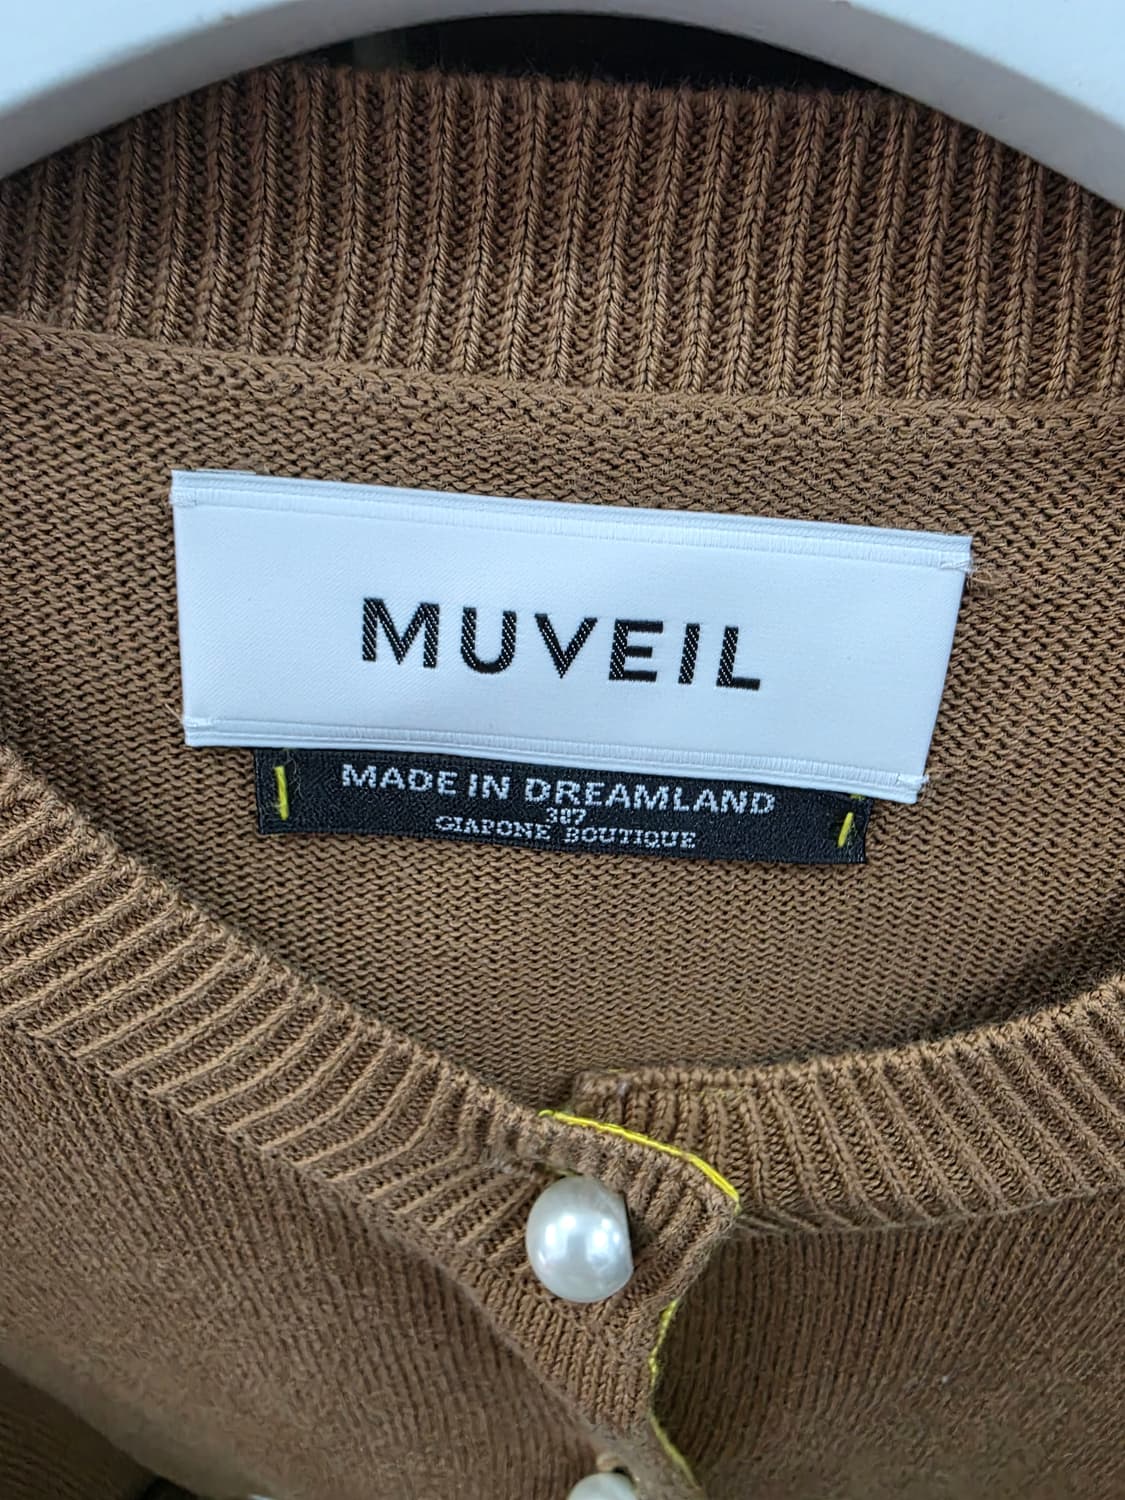 MUVEIL
MADE IN DREAMLAND
387
GIAPONE BOUTIQUE